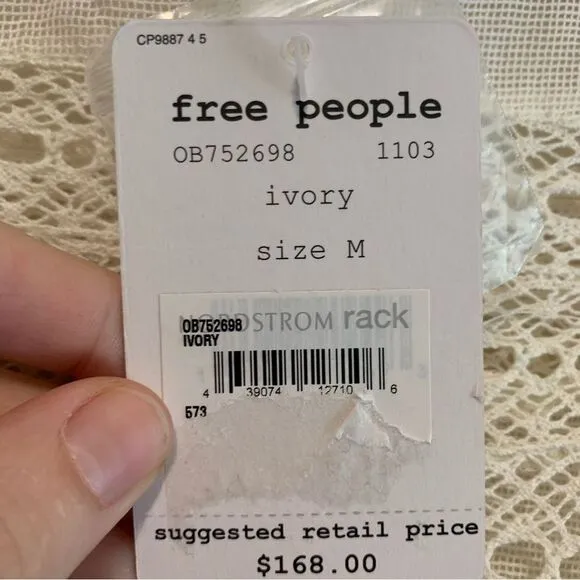 CP9887 4 5
free people
OB752698 1103
ivory
size M
NORDSTROM rack
OB752698
IVORY
4 39074 12710 6
573
suggested retail price
$168.00